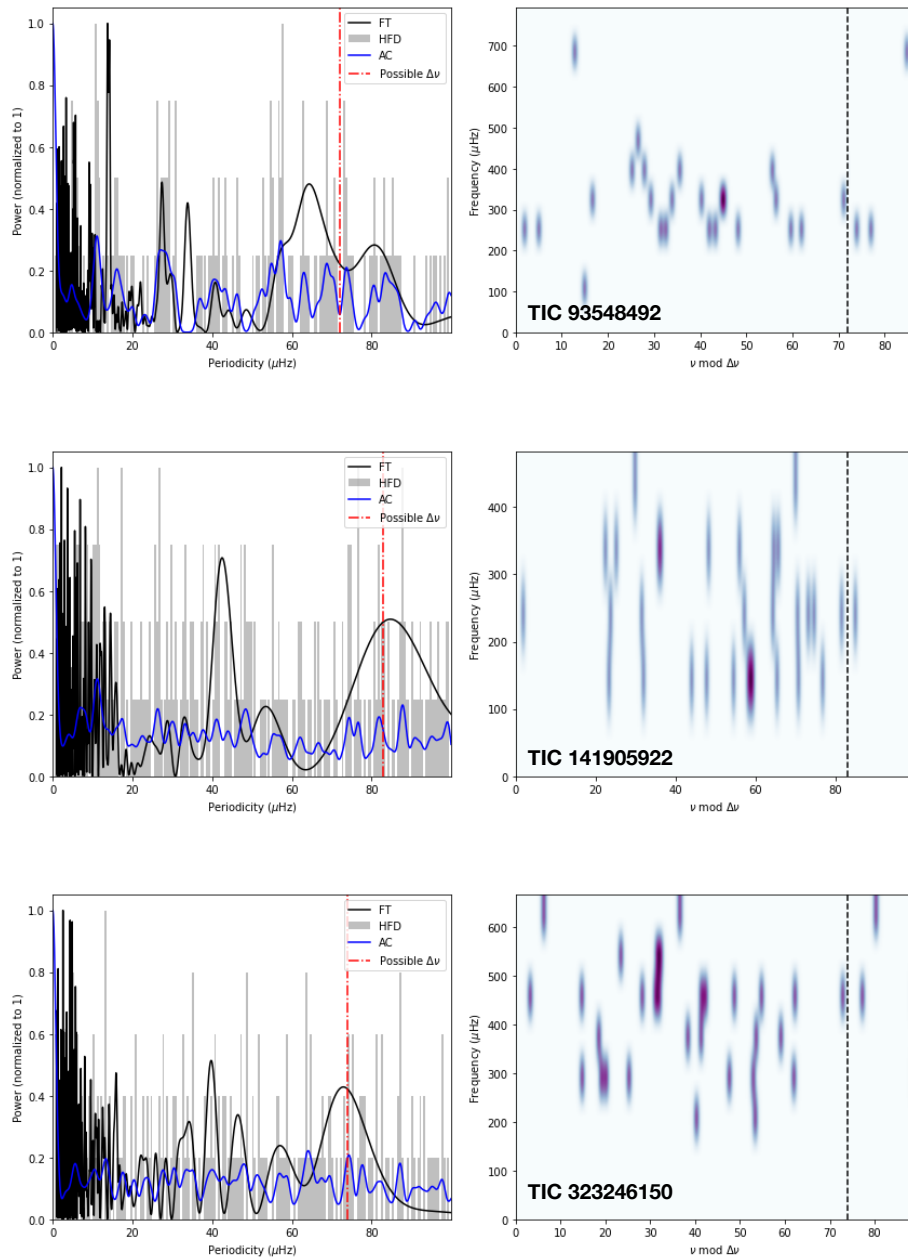 1.0
0.8
0.6
0.4
0.2
0.0
Power (normalized to 1)
0 20 40 60 80
Periodicity (μHz)
FT
HFD
AC
Possible Δν
700
600
500
400
300
200
100
0
Frequency (μHz)
TIC 93548492
0 10 20 30 40 50 60 70 80
ν mod Δν
1.0
0.8
0.6
0.4
0.2
0.0
Power (normalized to 1)
0 20 40 60 80
Periodicity (μHz)
FT
HFD
AC
Possible Δν
400
300
200
100
0
Frequency (μHz)
TIC 141905922
0 20 40 60 80
ν mod Δν
1.0
0.8
0.6
0.4
0.2
0.0
Power (normalized to 1)
0 20 40 60 80
Periodicity (μHz)
FT
HFD
AC
Possible Δν
600
500
400
300
200
100
0
Frequency (μHz)
TIC 323246150
0 10 20 30 40 50 60 70 80
ν mod Δν